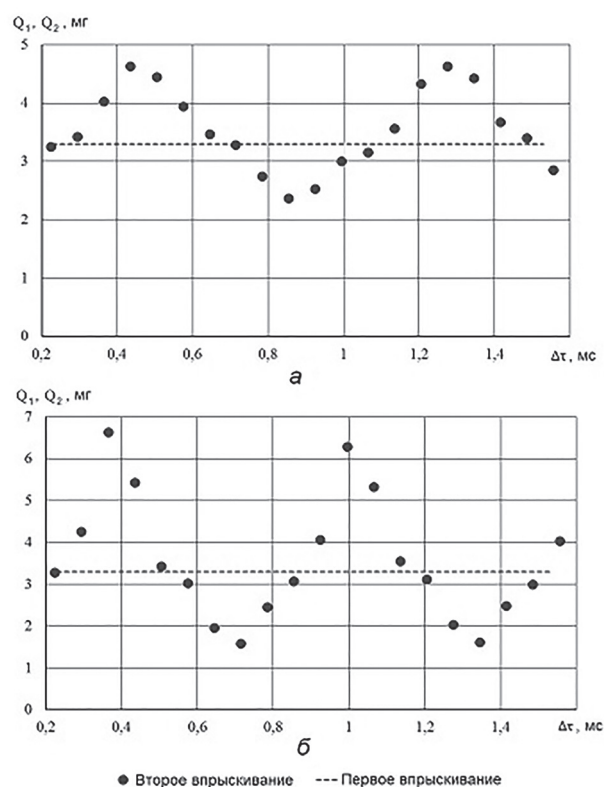 Q₁, Q₂, мг
5
4
3
2
1
0
0,2 0,4 0,6 0,8 1 1,2 1,4 Δτ, мс
а
Q₁, Q₂, мг
7
6
5
4
3
2
1
0
0,2 0,4 0,6 0,8 1 1,2 1,4 Δτ, мс
б
Второе впрыскивание Первое впрыскивание